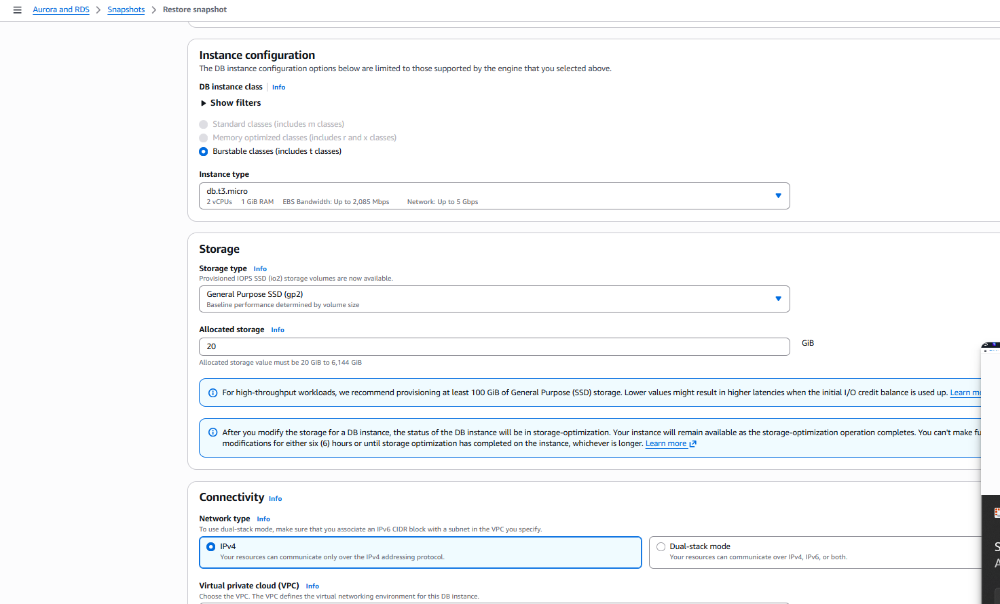 Aurora and RDS > Snapshots > Restore snapshot
Instance configuration
The DB instance configuration options below are limited to those supported by the engine that you selected above.
DB instance class Info
Show filters
Standard classes (includes m classes)
Memory optimized classes (includes r and x classes)
Burstable classes (includes t classes)
Instance type
db.t3.micro
2 vCPUs 1 GiB RAM EBS Bandwidth: Up to 2,085 Mbps Network: Up to 5 Gbps
Storage
Storage type Info
Provisioned IOPS SSD (io2) storage volumes are now available.
General Purpose SSD (gp2)
Baseline performance determined by volume size
Allocated storage Info
20 GiB
Allocated storage value must be 20 GiB to 6,144 GiB
For high-throughput workloads, we recommend provisioning at least 100 GiB of General Purpose (SSD) storage. Lower values might result in higher latencies when the initial I/O credit balance is used up. Learn mo
After you modify the storage for a DB instance, the status of the DB instance will be in storage-optimization. Your instance will remain available as the storage-optimization operation completes. You can't make fu
modifications for either six (6) hours or until storage optimization has completed on the instance, whichever is longer. Learn more
Connectivity Info
Network type Info
To use dual-stack mode, make sure that you associate an IPv6 CIDR block with a subnet in the VPC you specify.
IPv4
Your resources can communicate only over the IPv4 addressing protocol.
Dual-stack mode
Your resources can communicate over IPv4, IPv6, or both.
Virtual private cloud (VPC) Info
Choose the VPC. The VPC defines the virtual networking environment for this DB instance.
S
A